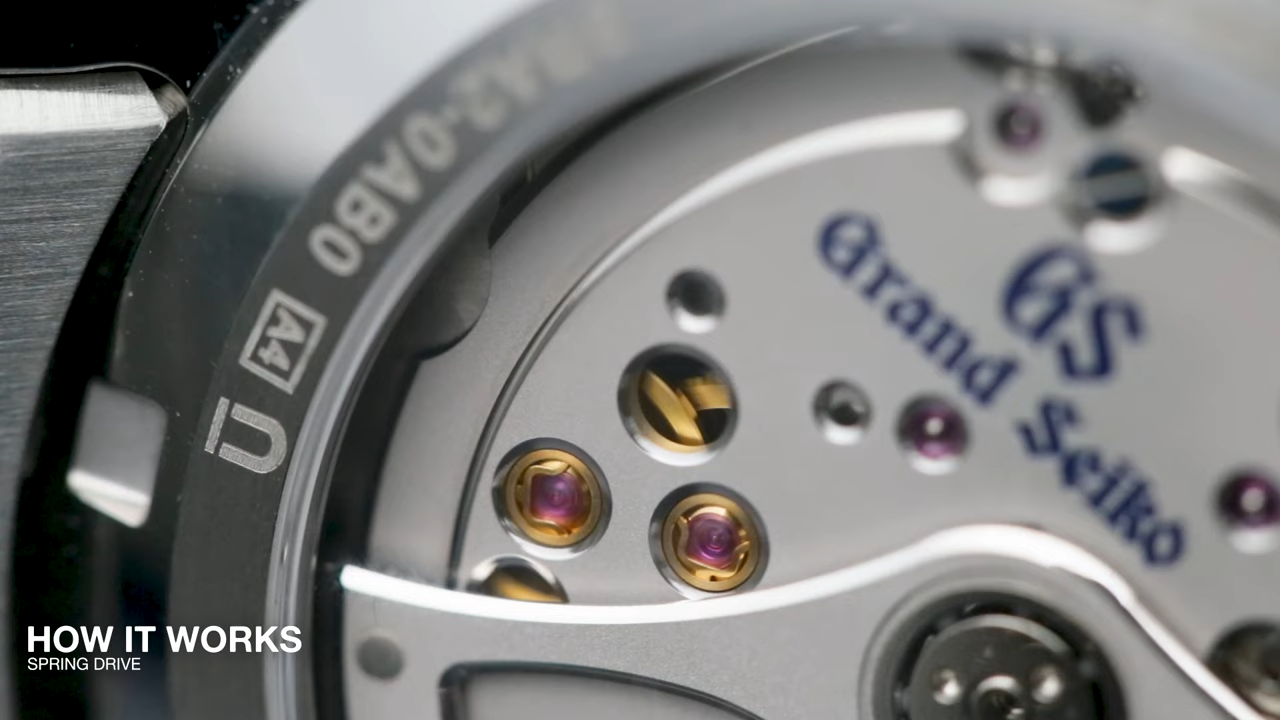 0AB0
A4
GS
Grand Seiko
HOW IT WORKS
SPRING DRIVE